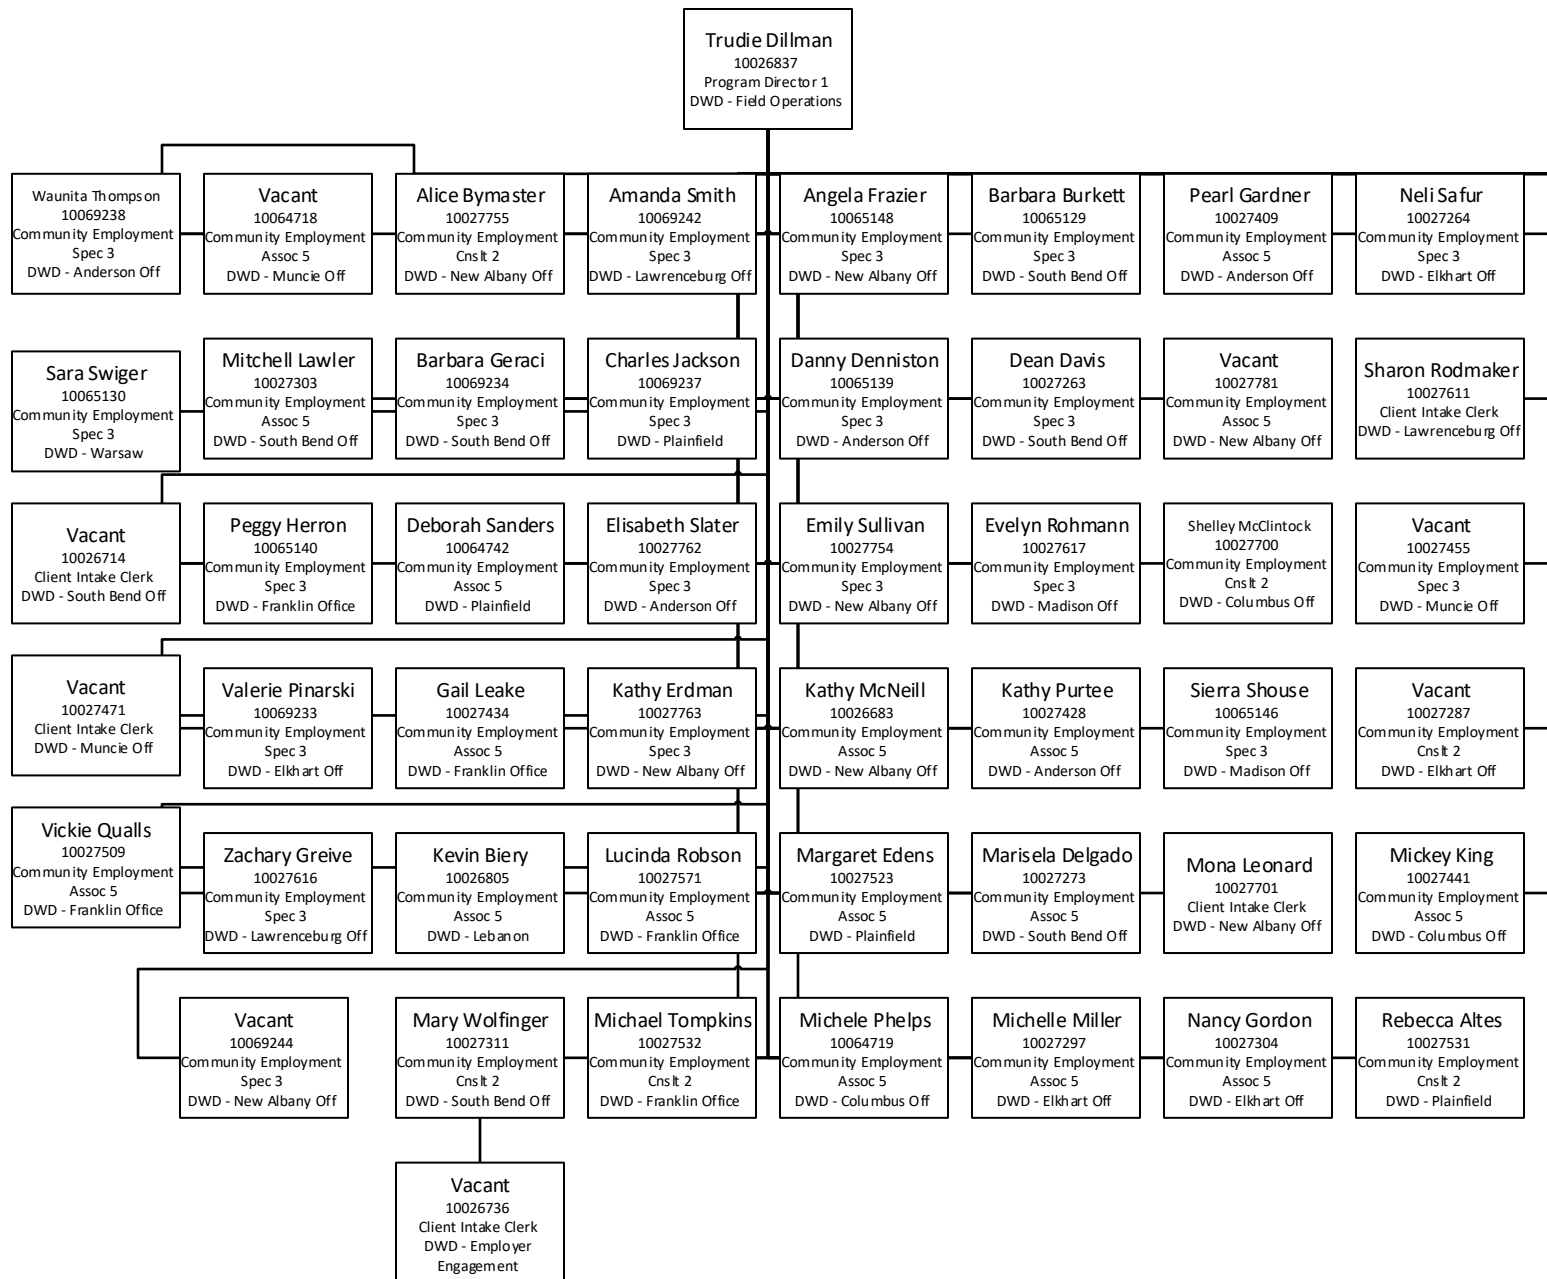 Trudie Dillman
10026837
Program Director 1
DWD - Field Operations
Waunita Thompson
10069238
Community Employment
Spec 3
DWD - Anderson Off
Vacant
10064718
Community Employment
Assoc 5
DWD - Muncie Off
Alice Bymaster
10027755
Community Employment
Cnslt 2
DWD - New Albany Off
Amanda Smith
10069242
Community Employment
Spec 3
DWD - Lawrenceburg Off
Angela Frazier
10065148
Community Employment
Spec 3
DWD - New Albany Off
Barbara Burkett
10065129
Community Employment
Spec 3
DWD - South Bend Off
Pearl Gardner
10027409
Community Employment
Assoc 5
DWD - Anderson Off
Neli Safur
10027264
Community Employment
Spec 3
DWD - Elkhart Off
Sara Swiger
10065130
Community Employment
Spec 3
DWD - Warsaw
Mitchell Lawler
10027303
Community Employment
Assoc 5
DWD - South Bend Off
Barbara Geraci
10069234
Community Employment
Spec 3
DWD - South Bend Off
Charles Jackson
10069237
Community Employment
Spec 3
DWD - Plainfield
Danny Denniston
10065139
Community Employment
Spec 3
DWD - Anderson Off
Dean Davis
10027263
Community Employment
Spec 3
DWD - South Bend Off
Vacant
10027781
Community Employment
Assoc 5
DWD - New Albany Off
Sharon Rodmaker
10027611
Client Intake Clerk
DWD - Lawrenceburg Off
Vacant
10026714
Client Intake Clerk
DWD - South Bend Off
Peggy Herron
10065140
Community Employment
Spec 3
DWD - Franklin Office
Deborah Sanders
10064742
Community Employment
Assoc 5
DWD - Plainfield
Elisabeth Slater
10027762
Community Employment
Spec 3
DWD - Anderson Off
Emily Sullivan
10027754
Community Employment
Spec 3
DWD - New Albany Off
Evelyn Rohmann
10027617
Community Employment
Spec 3
DWD - Madison Off
Shelley McClintock
10027700
Community Employment
Cnslt 2
DWD - Columbus Off
Vacant
10027455
Community Employment
Spec 3
DWD - Muncie Off
Vacant
10027471
Client Intake Clerk
DWD - Muncie Off
Valerie Pinarski
10069233
Community Employment
Spec 3
DWD - Elkhart Off
Gail Leake
10027434
Community Employment
Assoc 5
DWD - Franklin Office
Kathy Erdman
10027763
Community Employment
Spec 3
DWD - New Albany Off
Kathy McNeill
10026683
Community Employment
Assoc 5
DWD - New Albany Off
Kathy Purtee
10027428
Community Employment
Assoc 5
DWD - Anderson Off
Sierra Shouse
10065146
Community Employment
Spec 3
DWD - Madison Off
Vacant
10027287
Community Employment
Cnslt 2
DWD - Elkhart Off
Vickie Qualls
10027509
Community Employment
Assoc 5
DWD - Franklin Office
Zachary Greive
10027616
Community Employment
Spec 3
DWD - Lawrenceburg Off
Kevin Biery
10026805
Community Employment
Assoc 5
DWD - Lebanon
Lucinda Robson
10027571
Community Employment
Assoc 5
DWD - Franklin Office
Margaret Edens
10027523
Community Employment
Assoc 5
DWD - Plainfield
Marisela Delgado
10027273
Community Employment
Assoc 5
DWD - South Bend Off
Mona Leonard
10027701
Client Intake Clerk
DWD - New Albany Off
Mickey King
10027441
Community Employment
Assoc 5
DWD - Columbus Off
Vacant
10069244
Community Employment
Spec 3
DWD - New Albany Off
Mary Wolfinger
10027311
Community Employment
Cnslt 2
DWD - South Bend Off
Michael Tompkins
10027532
Community Employment
Cnslt 2
DWD - Franklin Office
Michele Phelps
10064719
Community Employment
Assoc 5
DWD - Columbus Off
Michelle Miller
10027297
Community Employment
Assoc 5
DWD - Elkhart Off
Nancy Gordon
10027304
Community Employment
Assoc 5
DWD - Elkhart Off
Rebecca Altes
10027531
Community Employment
Cnslt 2
DWD - Plainfield
Vacant
10026736
Client Intake Clerk
DWD - Employer
Engagement